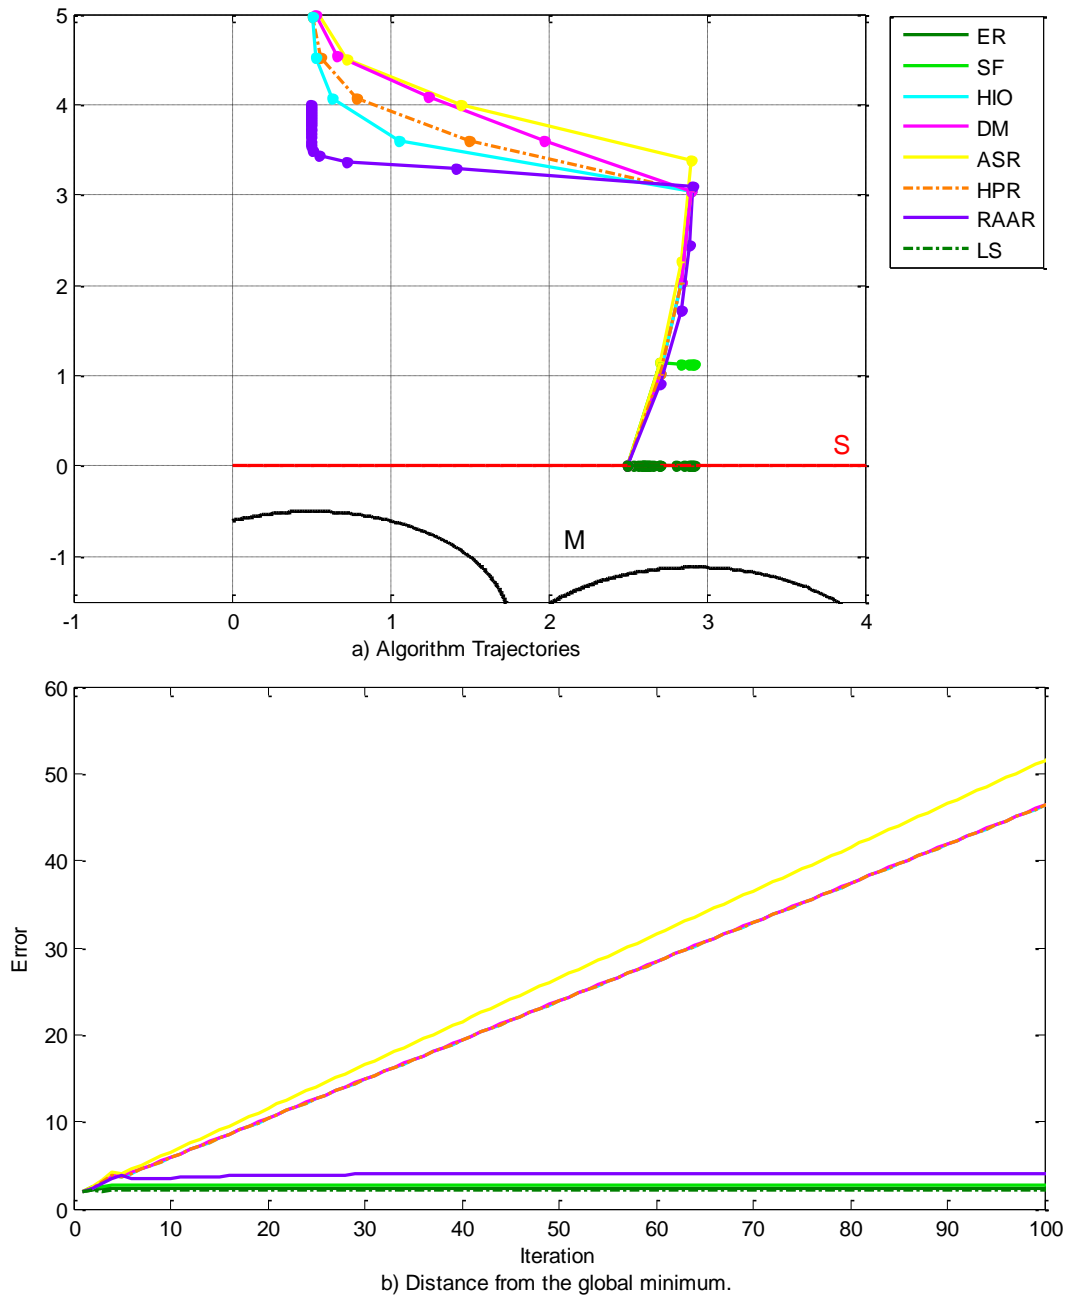 5
4
3
2
1
0
-1
-1
0
1
2
3
4
S
M
a) Algorithm Trajectories
ER
SF
HIO
DM
ASR
HPR
RAAR
LS
60
50
40
30
20
10
0
Error
0
10
20
30
40
50
60
70
80
90
100
Iteration
b) Distance from the global minimum.